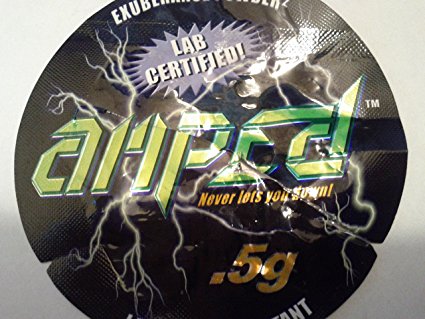 EXUBERANCE POWDER
LAB
CERTIFIED!
amped™
Never lets you down!
.5g